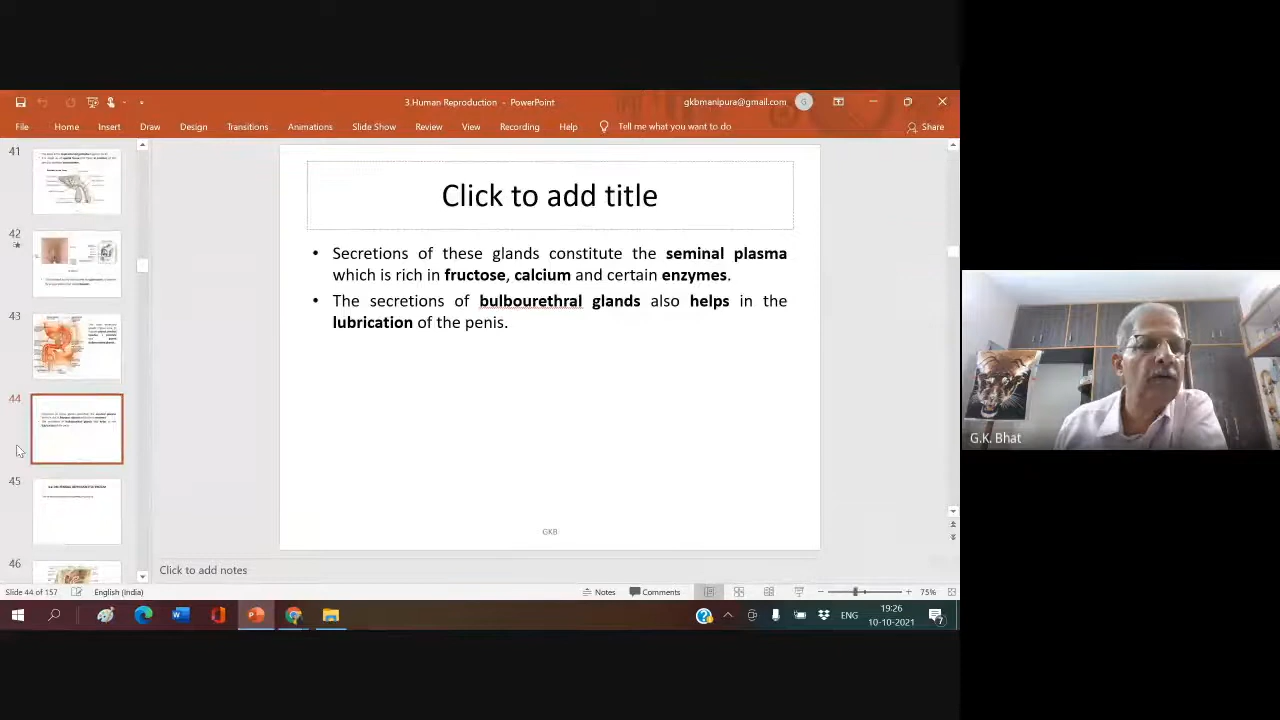 3.Human Reproduction - PowerPoint
gkbmanipura@gmail.com
G
File Home Insert Draw Design Transitions Animations Slide Show Review View Recording Help Tell me what you want to do Share
41
42
43
44
45
46
Click to add title
• Secretions of these glands constitute the seminal plasma
which is rich in fructose, calcium and certain enzymes.
• The secretions of bulbourethral glands also helps in the
lubrication of the penis.
GKB
Click to add notes
Slide 44 of 157 English (India) Notes Comments 75%
ENG
19:26
10-10-2021
7
G.K. Bhat